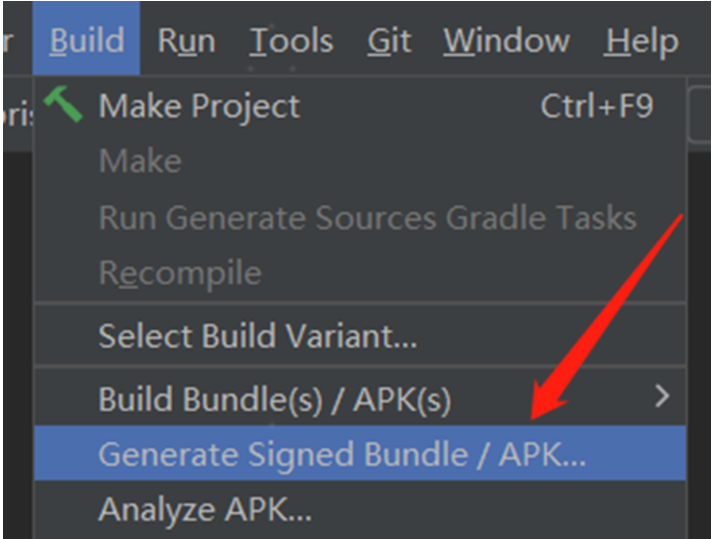 r Build Run Tools Git Window Help
Make Project Ctrl+F9
Make
Run Generate Sources Gradle Tasks
Recompile
Select Build Variant...
Build Bundle(s) / APK(s) >
Generate Signed Bundle / APK...
Analyze APK...